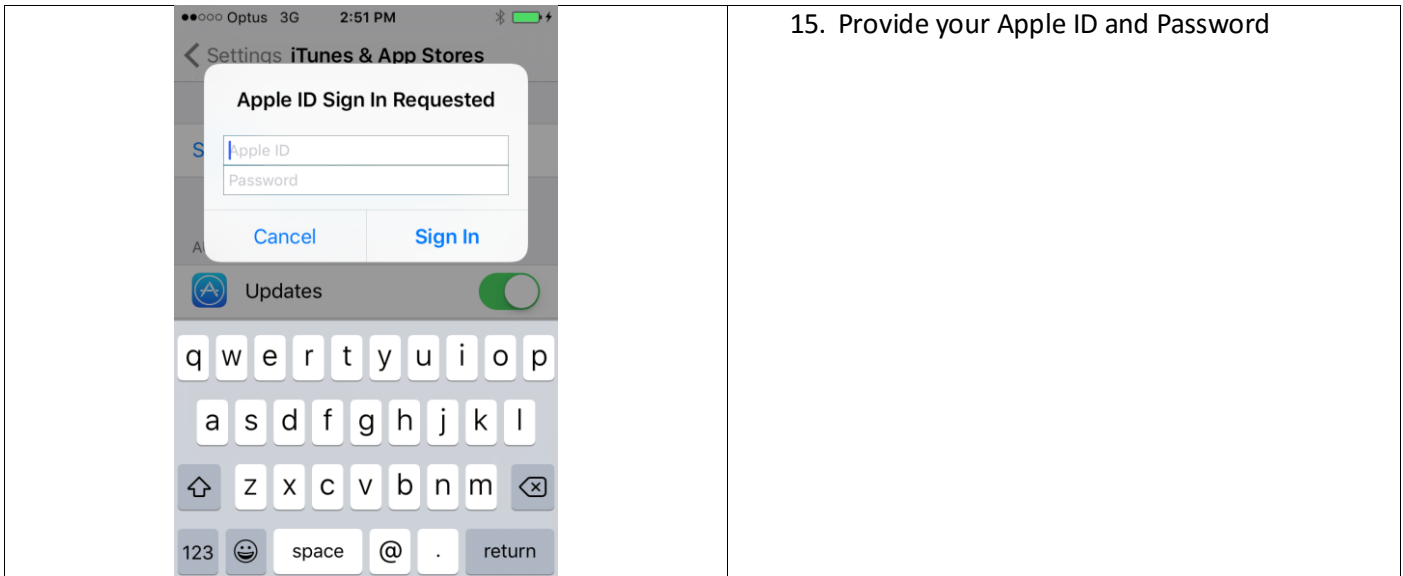 Optus 3G 2:51 PM
Settings iTunes & App Stores
Apple ID Sign In Requested
S
Apple ID
Password
Cancel
Sign In
A
Updates
q w e r t y u i o p
a s d f g h j k l
z x c v b n m
123 space @ . return
15. Provide your Apple ID and Password